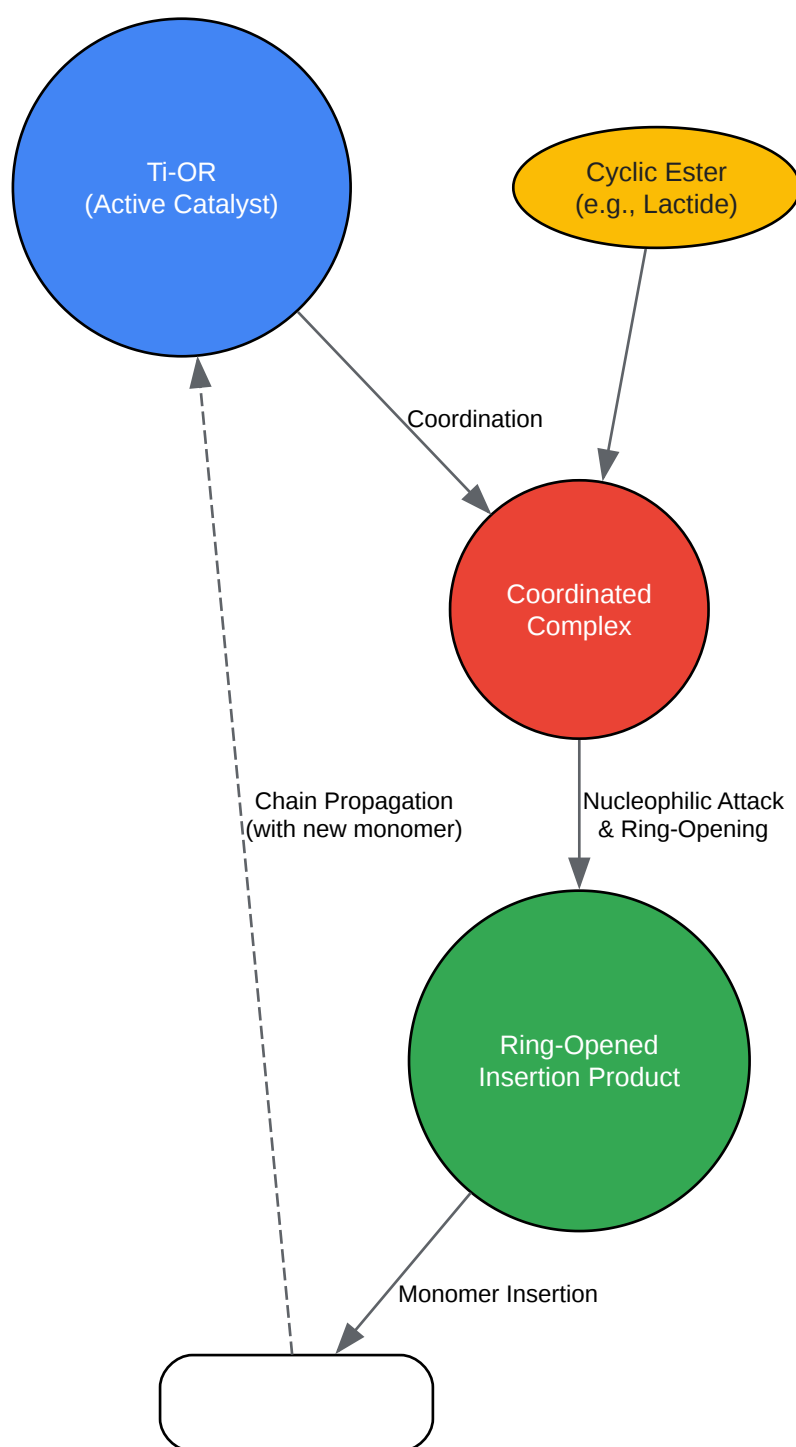 Ti-OR
(Active Catalyst)
Cyclic Ester
(e.g., Lactide)
Coordination
Coordinated
Complex
Chain Propagation
(with new monomer)
Nucleophilic Attack
& Ring-Opening
Ring-Opened
Insertion Product
Monomer Insertion